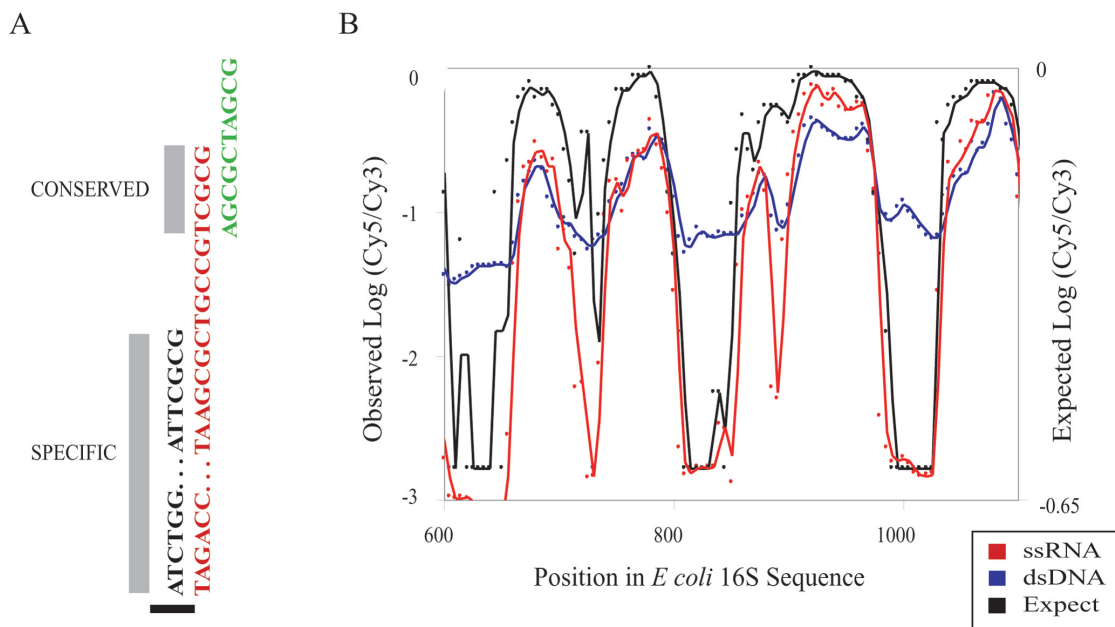 A
CONSERVED
SPECIFIC
ATCTGG. . . ATTCGCG
TAGACC. . . TAAGCGCTGCCGTCGCG
AGCGCTAGCG
B
Observed Log (Cy5/Cy3)
0
-1
-2
-3
600
800
1000
Position in E coli 16S Sequence
0
-0.65
Expected Log (Cy5/Cy3)
ssRNA
dsDNA
Expect